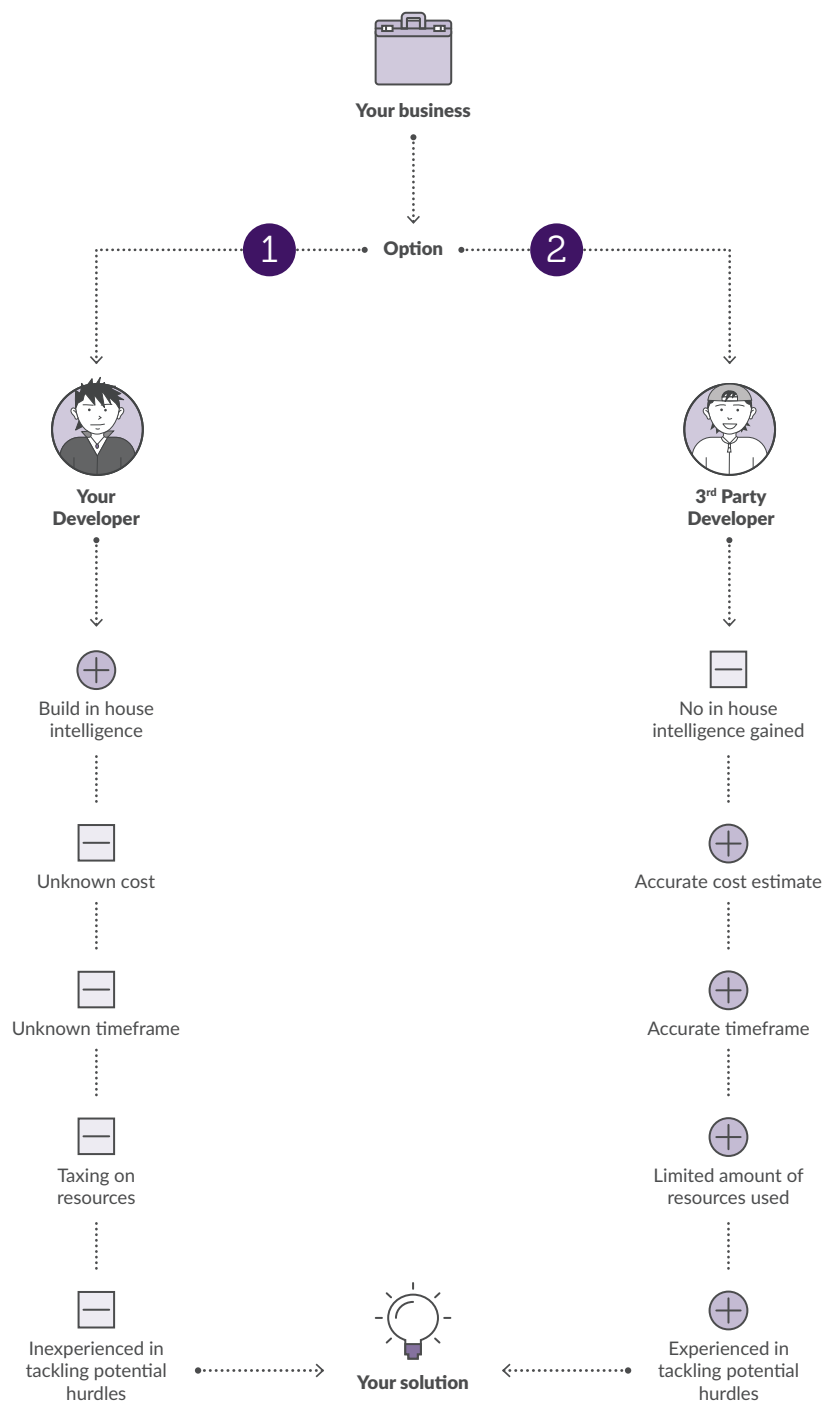 Your business
1
Option
2
Your
Developer
3rd Party
Developer
Build in house
intelligence
No in house
intelligence gained
Unknown cost
Accurate cost estimate
Unknown timeframe
Accurate timeframe
Taxing on
resources
Limited amount of
resources used
Inexperienced in
tackling potential
hurdles
Your solution
Experienced in
tackling potential
hurdles